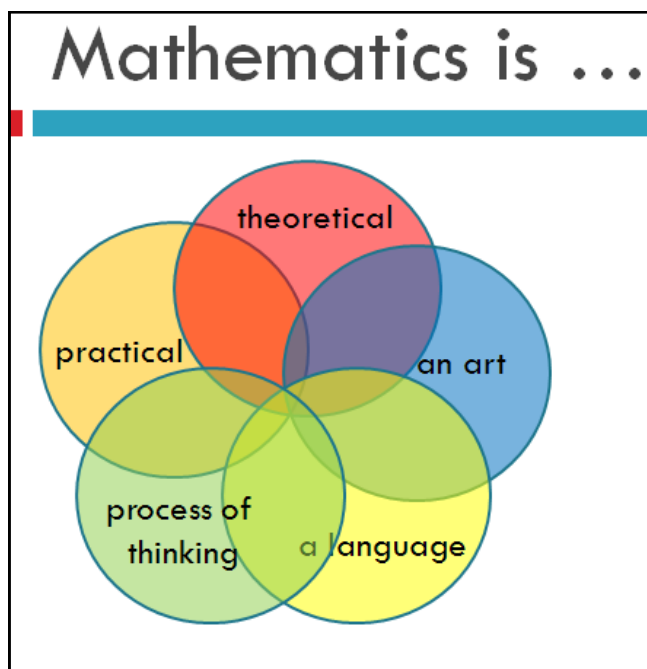 Mathematics is ...
theoretical
practical
an art
process of
thinking
a language